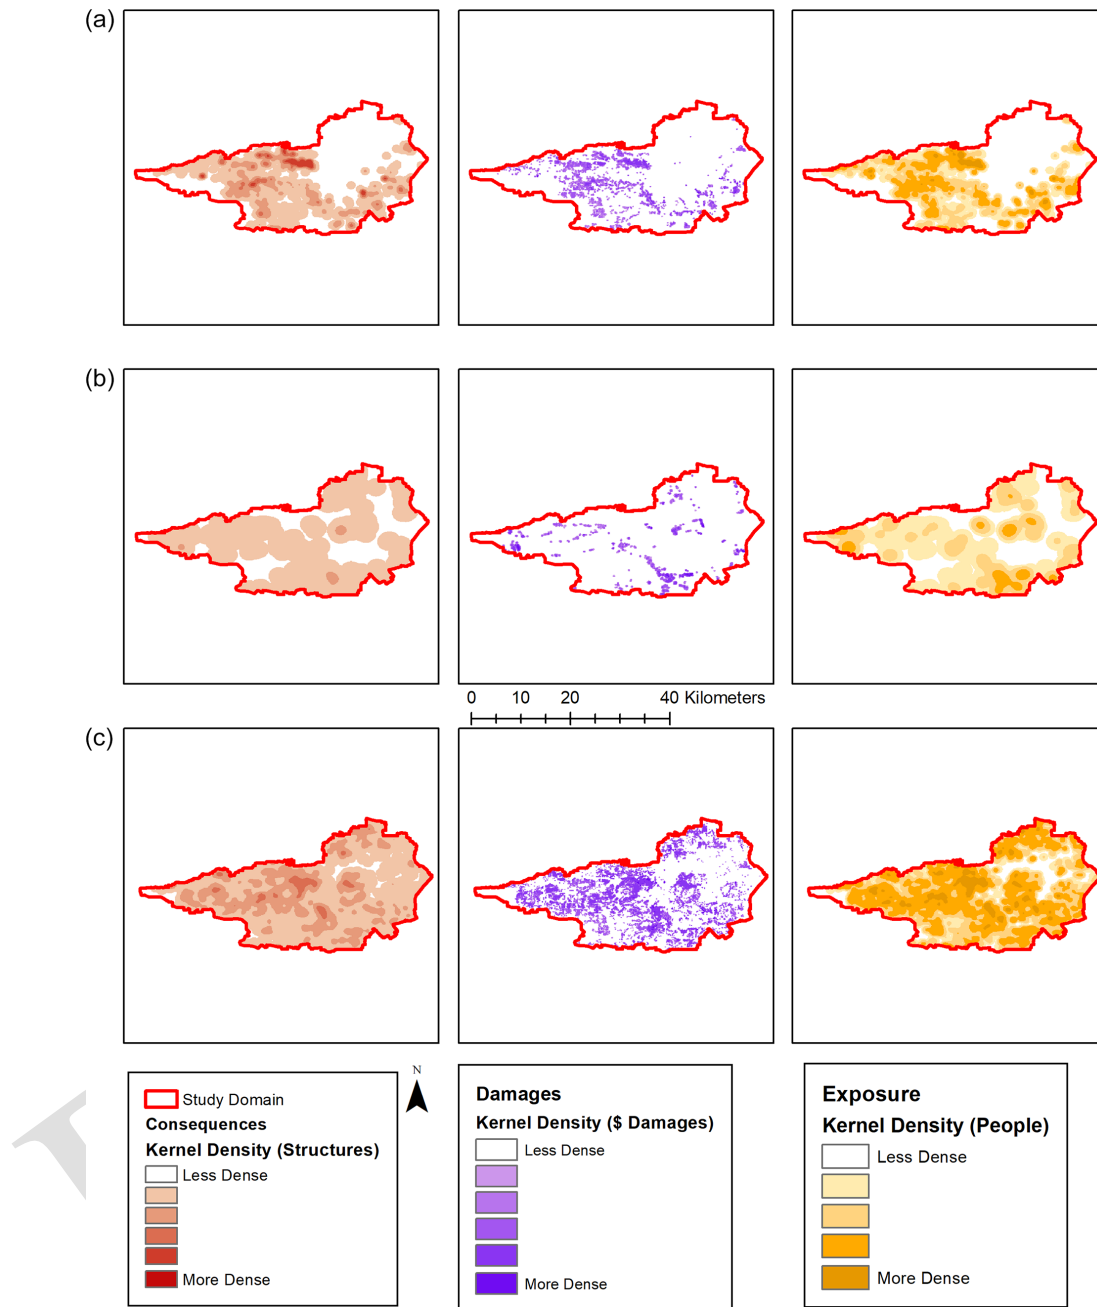 (a)
(b)
0 10 20 40 Kilometers
(c)
N
Study Domain
Consequences
Kernel Density (Structures)
Less Dense
More Dense
Damages
Kernel Density ($ Damages)
Less Dense
More Dense
Exposure
Kernel Density (People)
Less Dense
More Dense